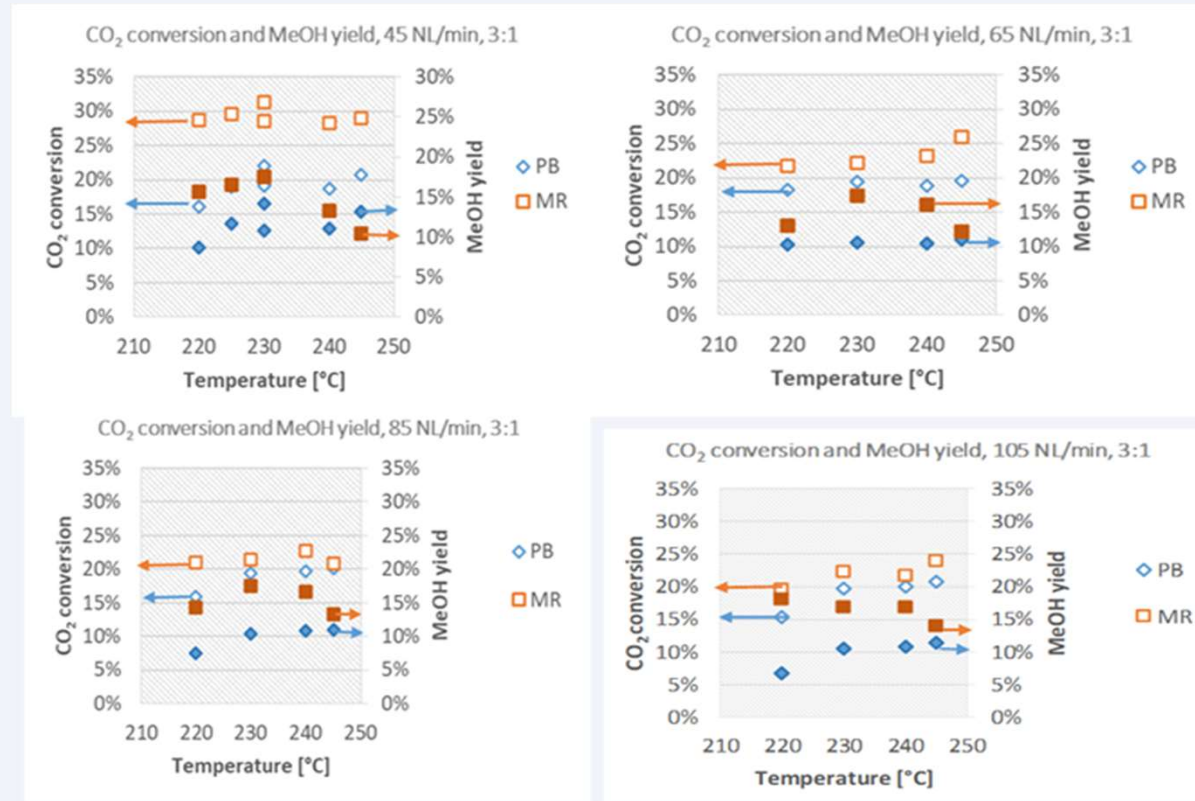 CO₂ conversion and MeOH yield, 45 NL/min, 3:1
35%
30%
25%
20%
15%
10%
5%
0%
CO₂ conversion
30%
25%
20%
15%
10%
5%
0%
MeOH yield
PB
MR
210 220 230 240 250
Temperature [°C]
CO₂ conversion and MeOH yield, 65 NL/min, 3:1
35%
30%
25%
20%
15%
10%
5%
0%
CO₂ conversion
35%
30%
25%
20%
15%
10%
5%
0%
MeOH yield
PB
MR
210 220 230 240 250
Temperature [°C]
CO₂ conversion and MeOH yield, 85 NL/min, 3:1
35%
30%
25%
20%
15%
10%
5%
0%
CO₂ conversion
35%
30%
25%
20%
15%
10%
5%
0%
MeOH yield
PB
MR
210 220 230 240 250
Temperature [°C]
CO₂ conversion and MeOH yield, 105 NL/min, 3:1
35%
30%
25%
20%
15%
10%
5%
0%
CO₂ conversion
35%
30%
25%
20%
15%
10%
5%
0%
MeOH yield
PB
MR
210 220 230 240 250
Temperature [°C]